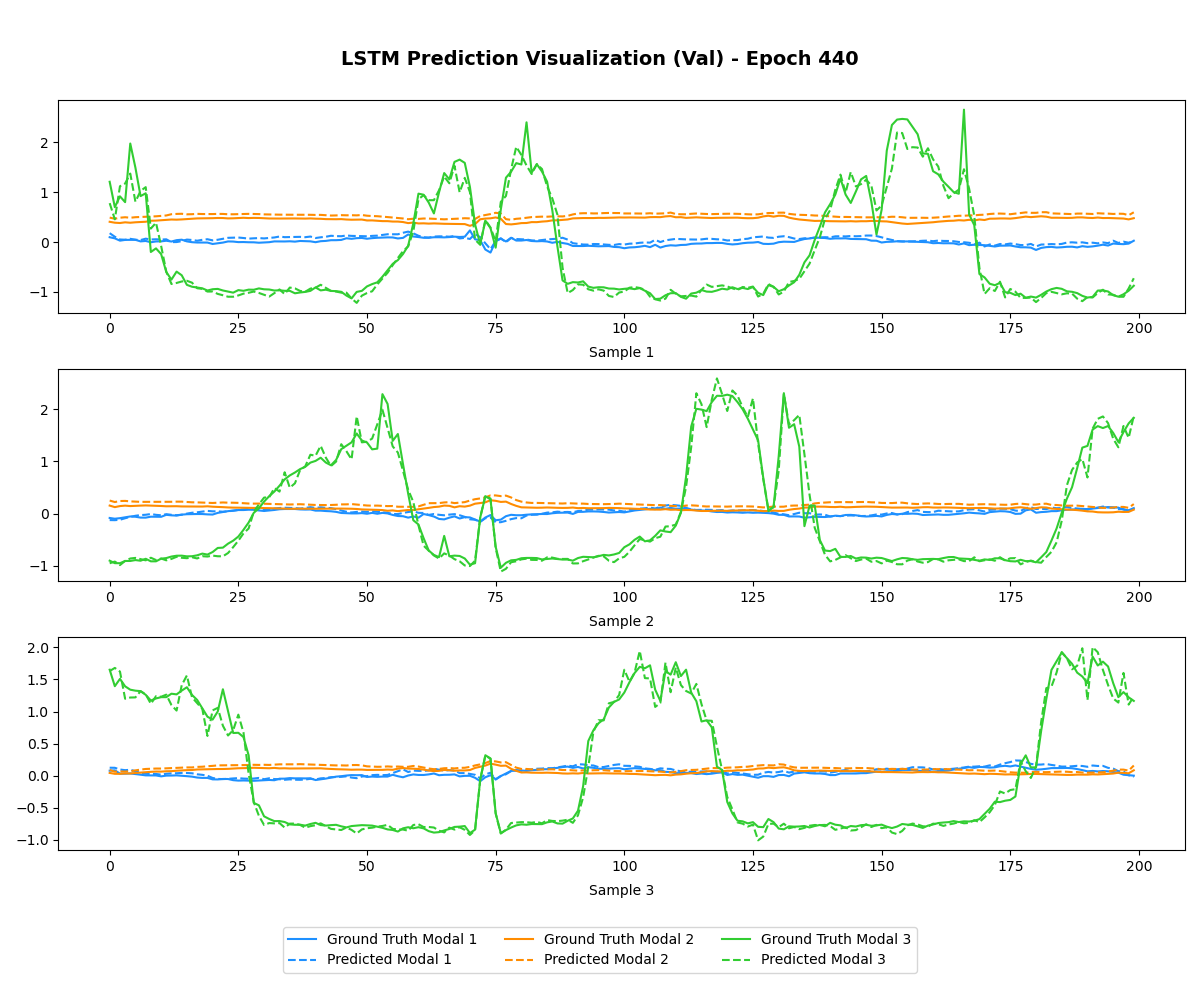 LSTM Prediction Visualization (Val) - Epoch 440
2
1
0
−1
0 25 50 75 100 125 150 175 200
Sample 1
2
1
0
−1
0 25 50 75 100 125 150 175 200
Sample 2
2.0
1.5
1.0
0.5
0.0
−0.5
−1.0
0 25 50 75 100 125 150 175 200
Sample 3
Ground Truth Modal 1 Ground Truth Modal 2 Ground Truth Modal 3
Predicted Modal 1 Predicted Modal 2 Predicted Modal 3